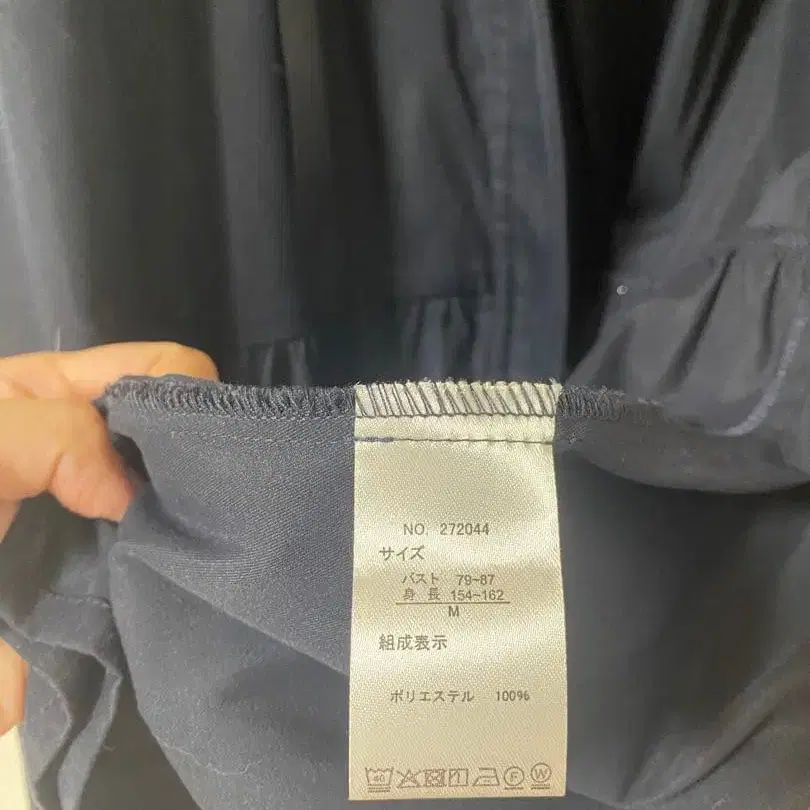 NO. 272044
サイズ
バスト 79~87
身 長 154~162
M
組成表示
ポリエステル 100%
40 F W